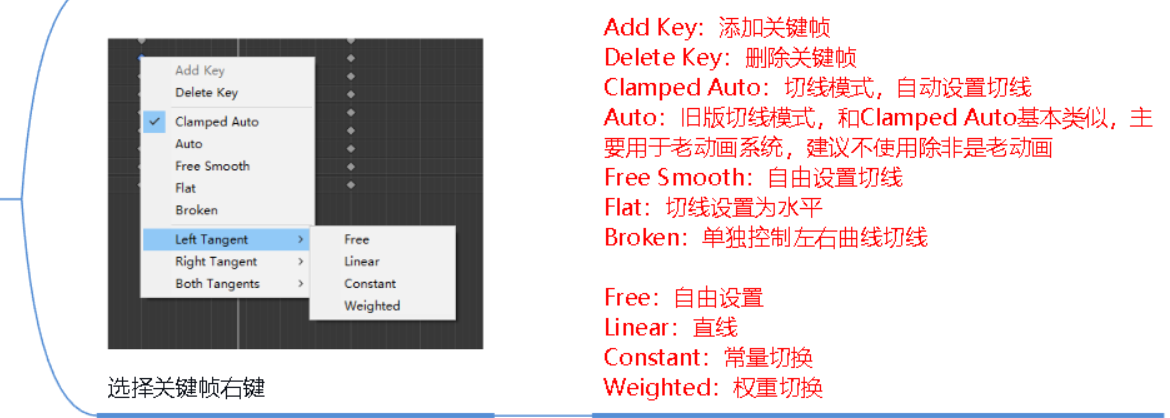 Add Key
Delete Key
Clamped Auto
Auto
Free Smooth
Flat
Broken
Left Tangent
Right Tangent
Both Tangents
Free
Linear
Constant
Weighted
选择关键帧右键
Add Key：添加关键帧
Delete Key：删除关键帧
Clamped Auto：切线模式，自动设置切线
Auto：旧版切线模式，和Clamped Auto基本类似，主
要用于老动画系统，建议不使用除非是老动画
Free Smooth：自由设置切线
Flat：切线设置为水平
Broken：单独控制左右曲线切线
Free：自由设置
Linear：直线
Constant：常量切换
Weighted：权重切换